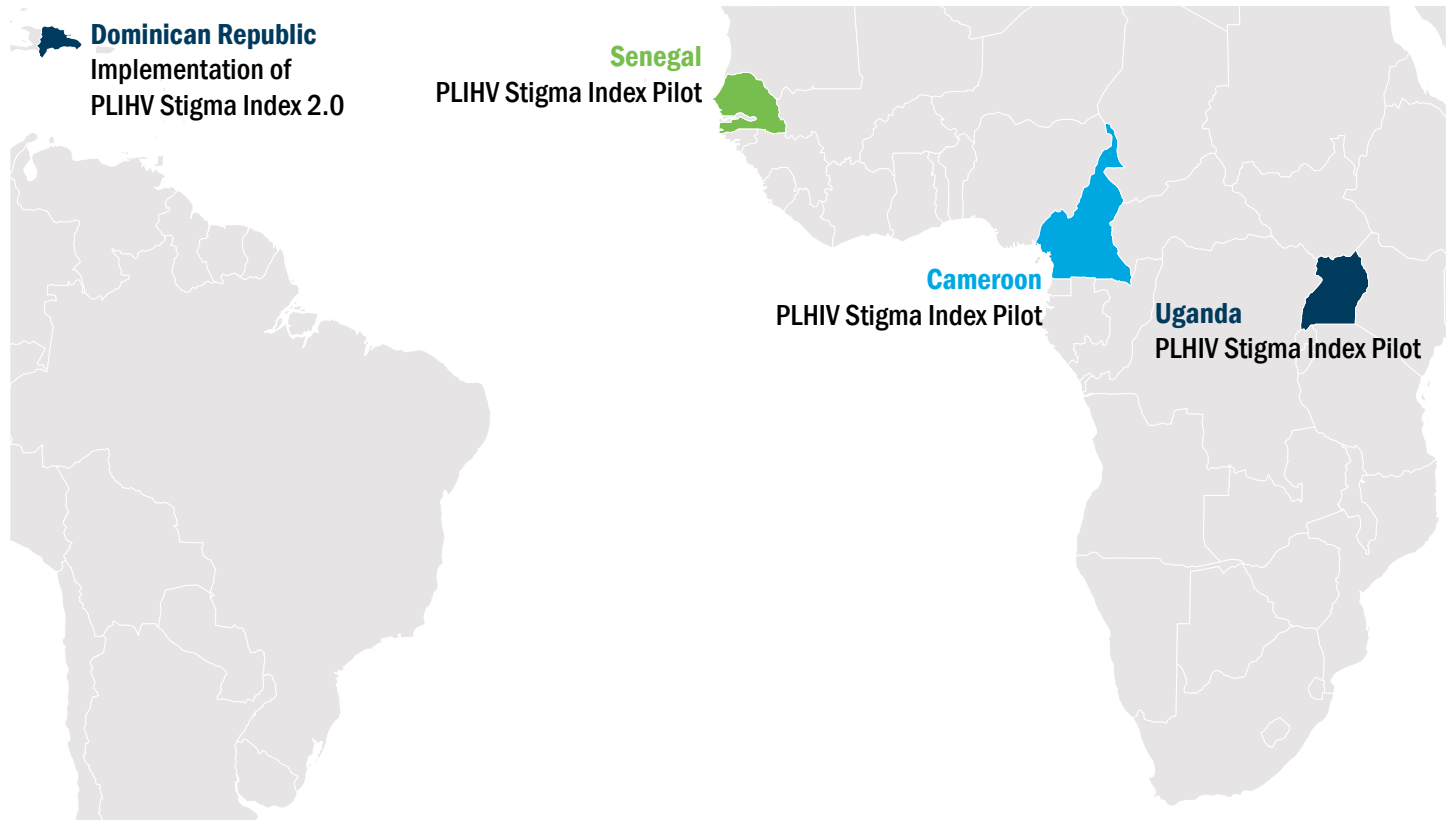 Dominican Republic
Implementation of
PLIHV Stigma Index 2.0
Senegal
PLIHV Stigma Index Pilot
Cameroon
PLHIV Stigma Index Pilot
Uganda
PLHIV Stigma Index Pilot